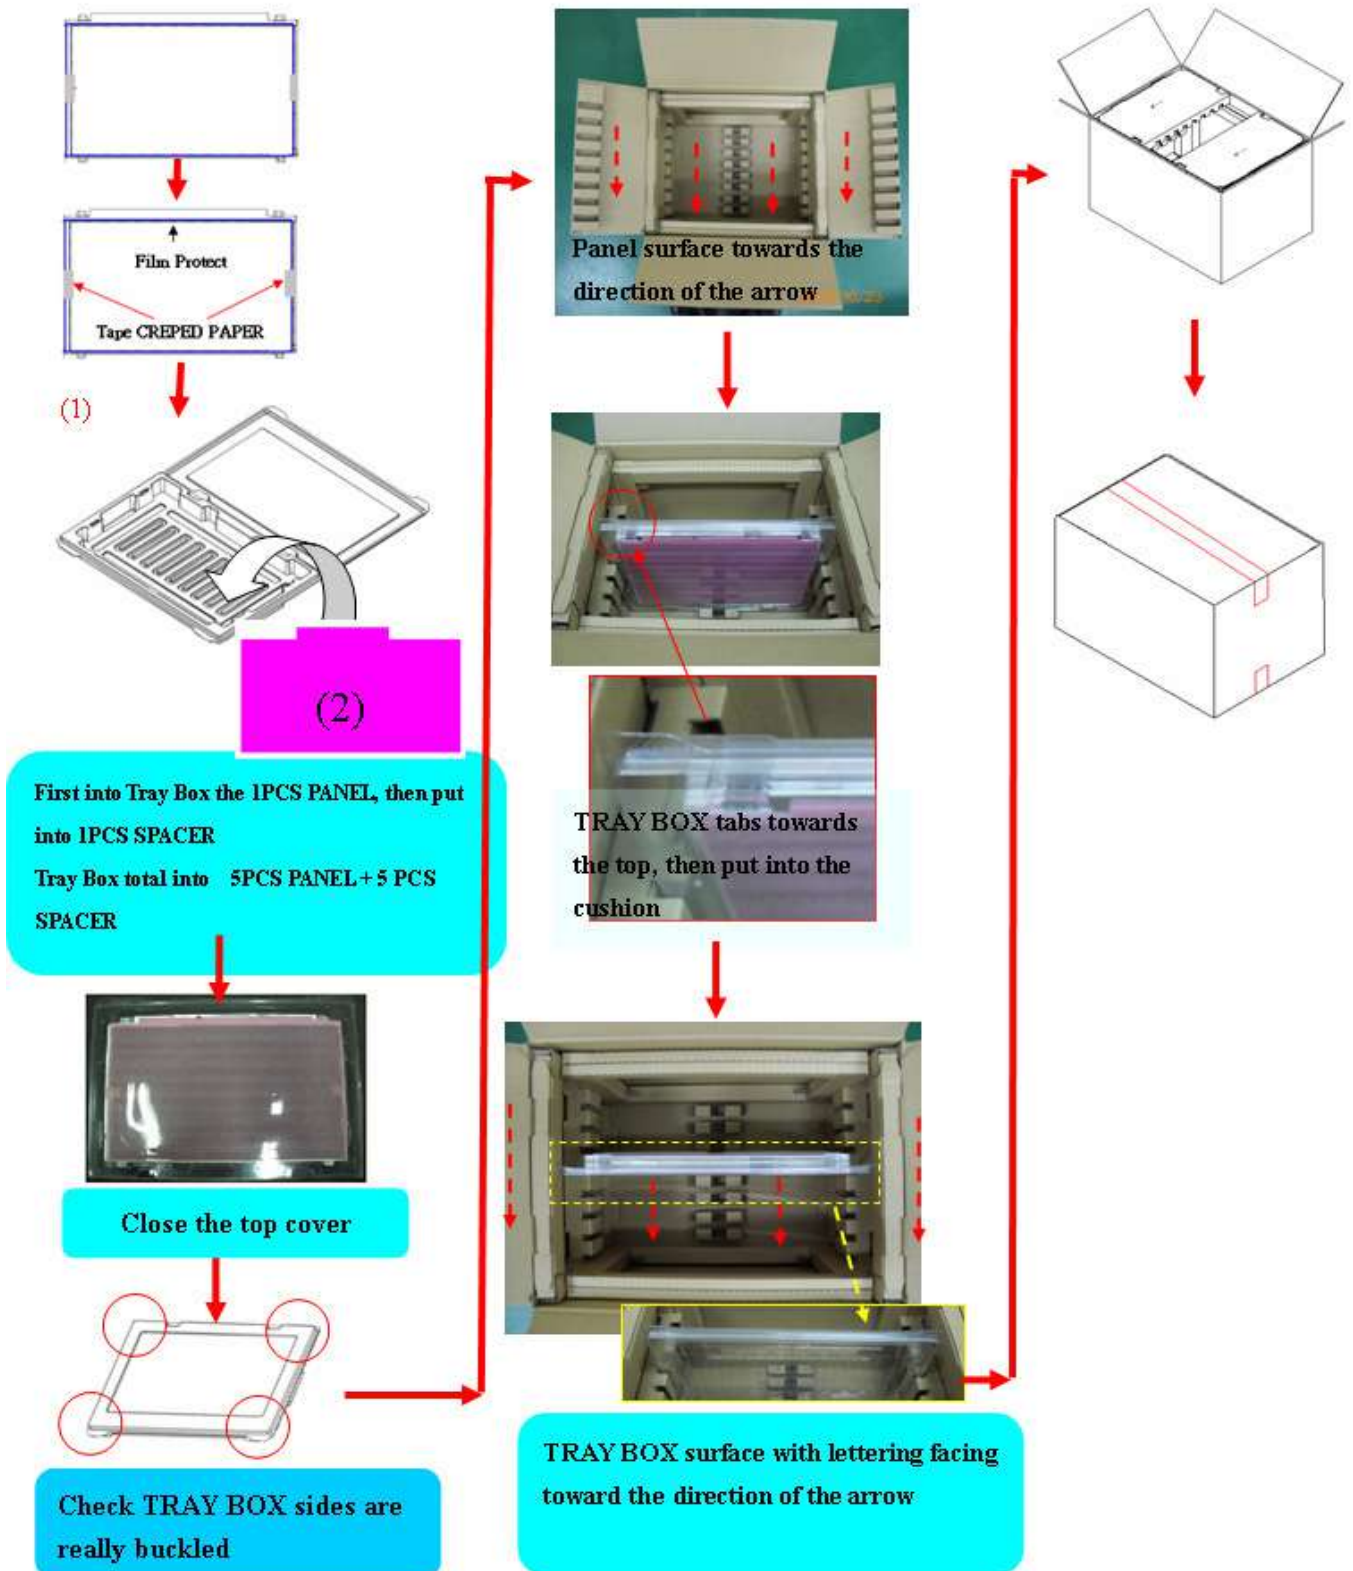 Film Protect
Tape CREPED PAPER
(1)
(2)
First into Tray Box the 1PCS PANEL, then put
into 1PCS SPACER
Tray Box total into 5PCS PANEL + 5 PCS
SPACER
Close the top cover
Check TRAY BOX sides are
really buckled
Panel surface towards the
direction of the arrow
TRAY BOX tabs towards
the top, then put into the
cushion
TRAY BOX surface with lettering facing
toward the direction of the arrow